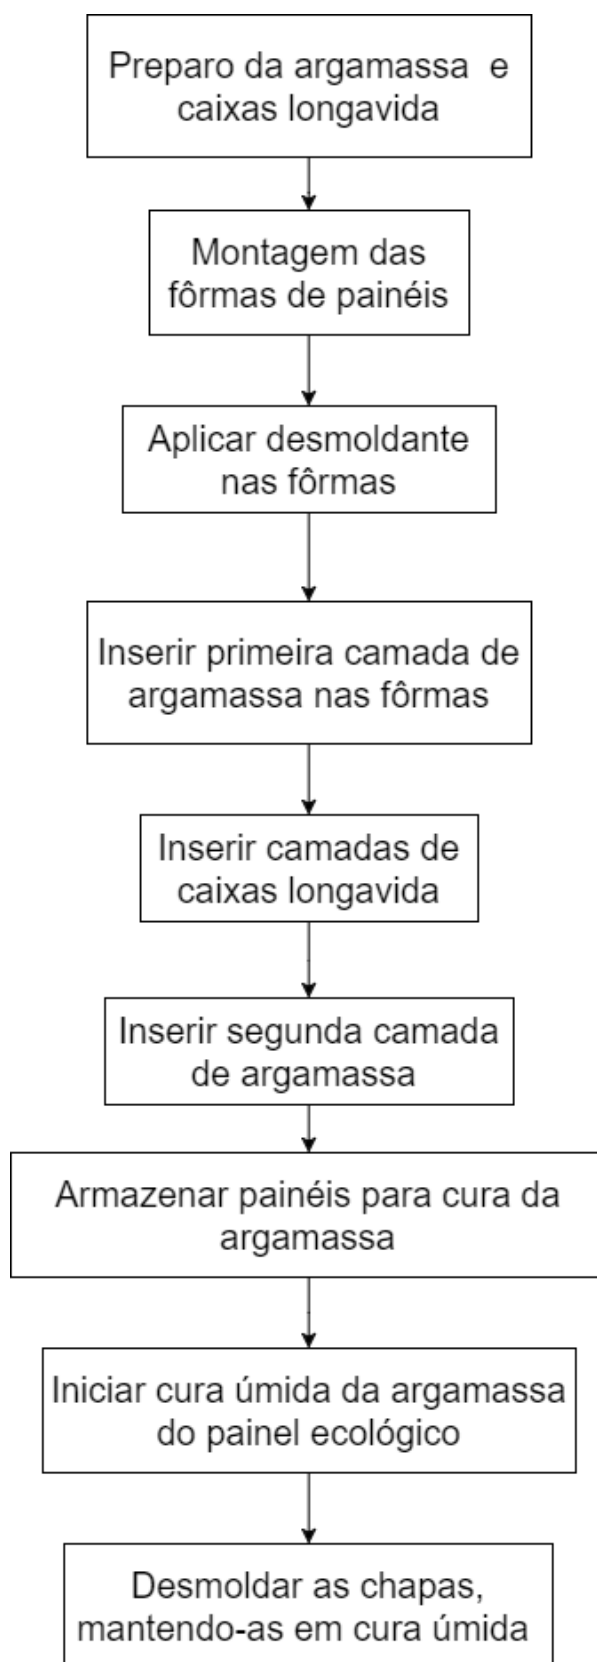 Preparo da argamassa e
caixas longavida
Montagem das
fôrmas de painéis
Aplicar desmoldante
nas fôrmas
Inserir primeira camada de
argamassa nas fôrmas
Inserir camadas de
caixas longavida
Inserir segunda camada
de argamassa
Armazenar painéis para cura da
argamassa
Iniciar cura úmida da argamassa
do painel ecológico
Desmoldar as chapas,
mantendo-as em cura úmida